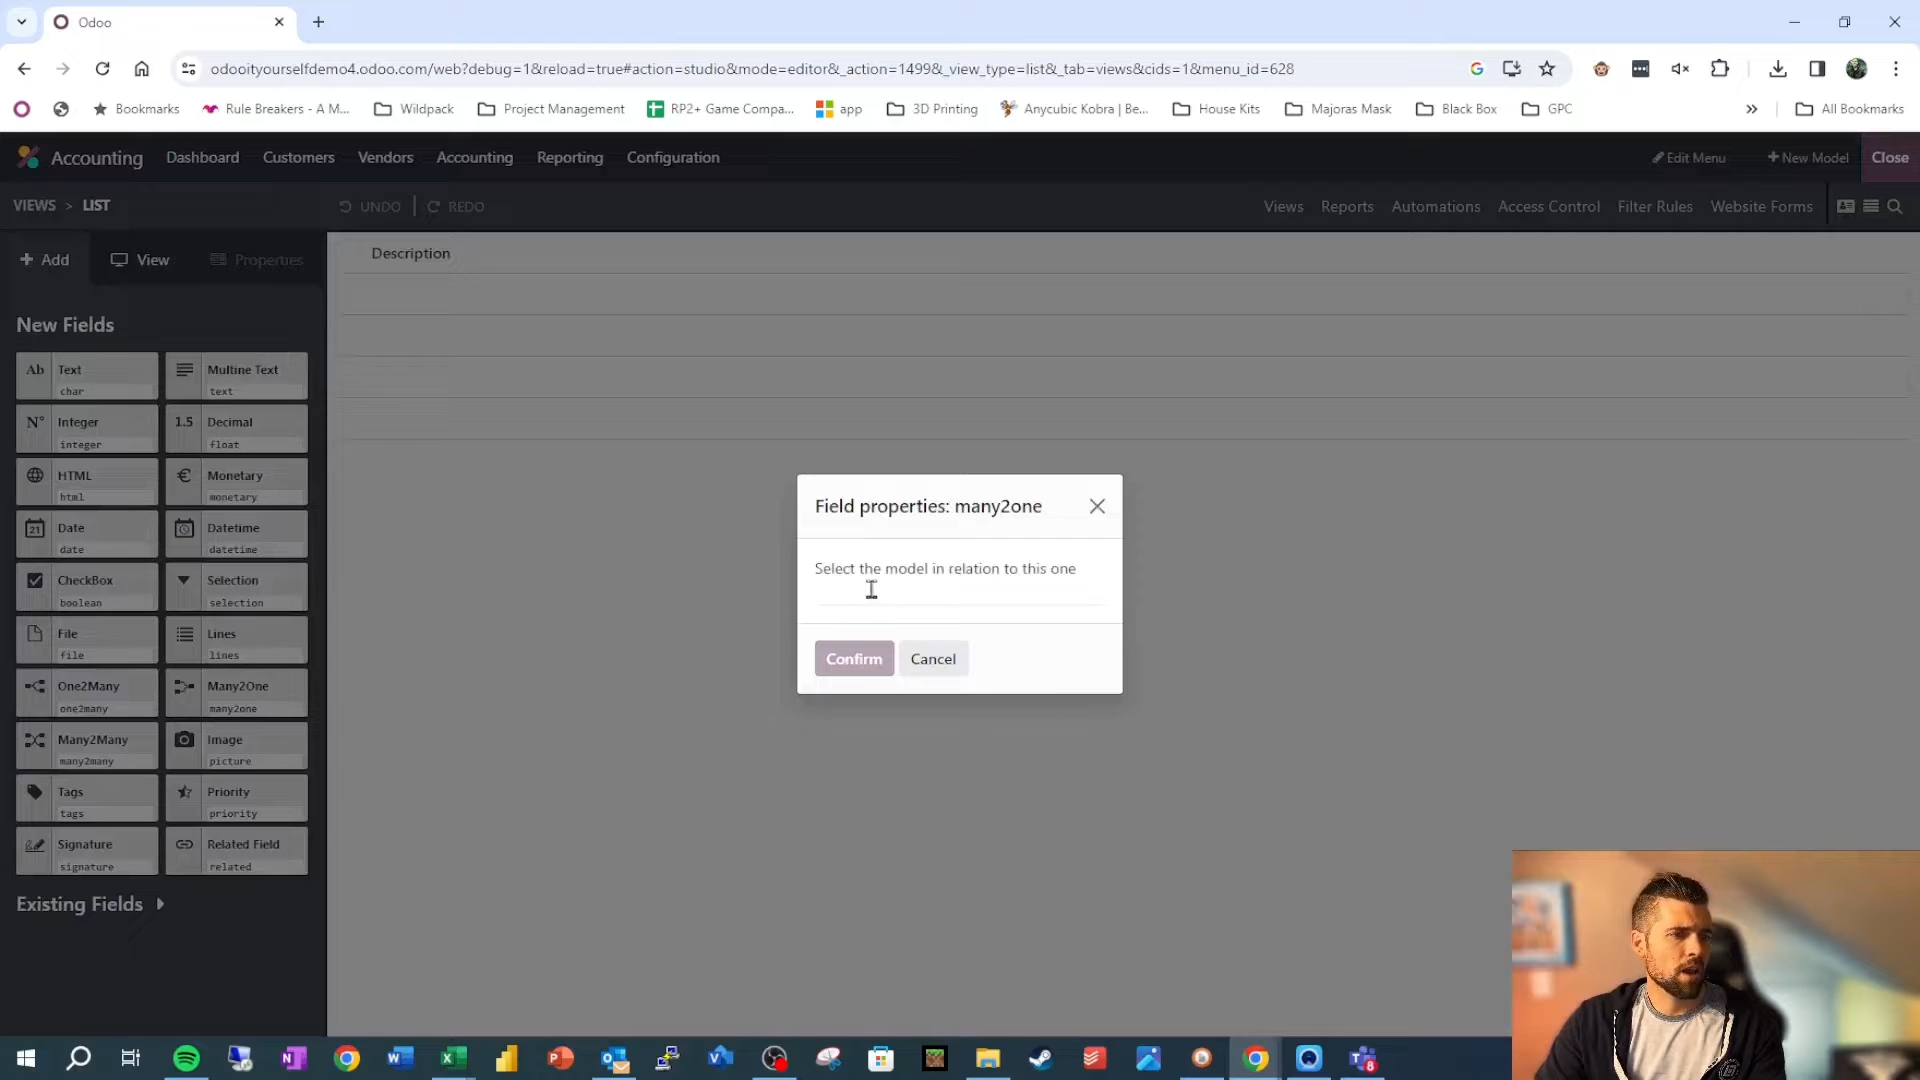 Odoo
odooityourselfdemo4.odoo.com/web?debug=1&reload=true#action=studio&mode=editor&_action=1499&_view_type=list&_tab=views&cids=1&menu_id=628
Bookmarks
Rule Breakers - A M...
Wildpack
Project Management
RP2+ Game Compa...
app
3D Printing
Anycubic Kobra | Be...
House Kits
Majoras Mask
Black Box
GPC
All Bookmarks
Accounting
Dashboard
Customers
Vendors
Accounting
Reporting
Configuration
Edit Menu
New Model
Close
VIEWS > LIST
UNDO
REDO
Views
Reports
Automations
Access Control
Filter Rules
Website Forms
Add
View
Properties
Description
New Fields
Ab Text
char
Multine Text
text
N° Integer
integer
1.5 Decimal
float
HTML
html
€ Monetary
monetary
21 Date
date
Datetime
datetime
CheckBox
boolean
Selection
selection
File
file
Lines
lines
One2Many
one2many
Many2One
many2one
Many2Many
many2many
Image
picture
Tags
tags
Priority
priority
Signature
signature
Related Field
related
Existing Fields
Field properties: many2one
Select the model in relation to this one
Confirm
Cancel